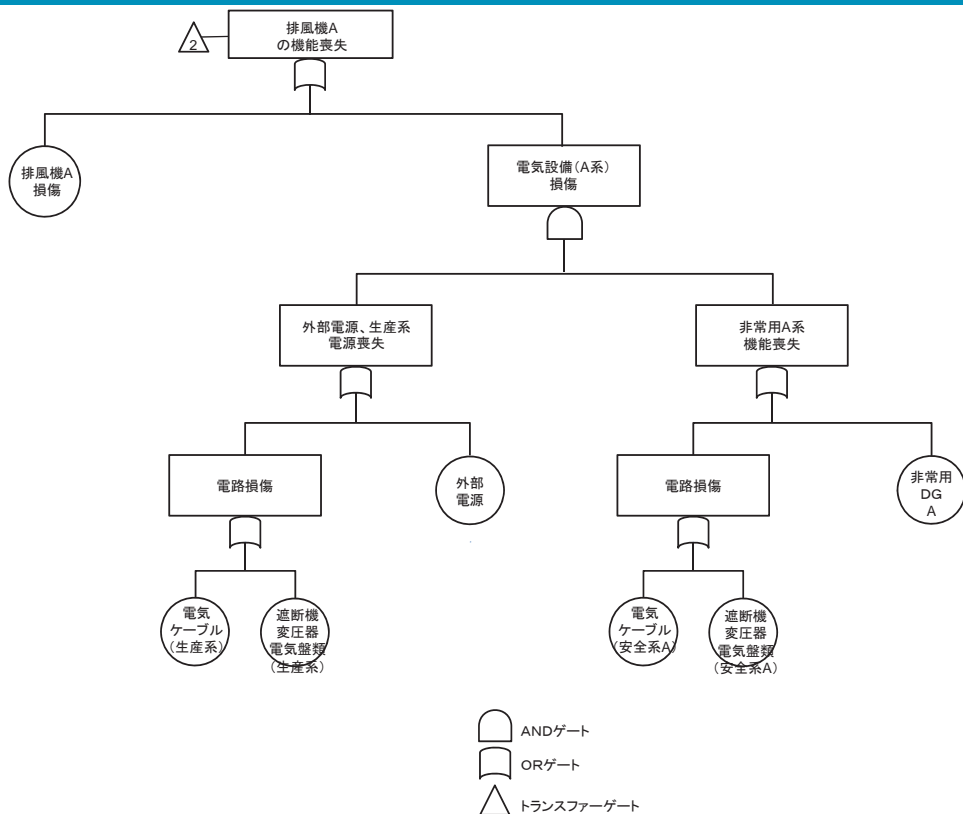 排風機A
の機能喪失
2
排風機A
損傷
電気設備(A系)
損傷
外部電源、生産系
電源喪失
非常用A系
機能喪失
電路損傷
外部
電源
電路損傷
非常用
DG
A
電気
ケーブル
(生産系)
遮断機
変圧器
電気盤類
(生産系)
電気
ケーブル
(安全系A)
遮断機
変圧器
電気盤類
(安全系A)
ANDゲート
ORゲート
トランスファーゲート